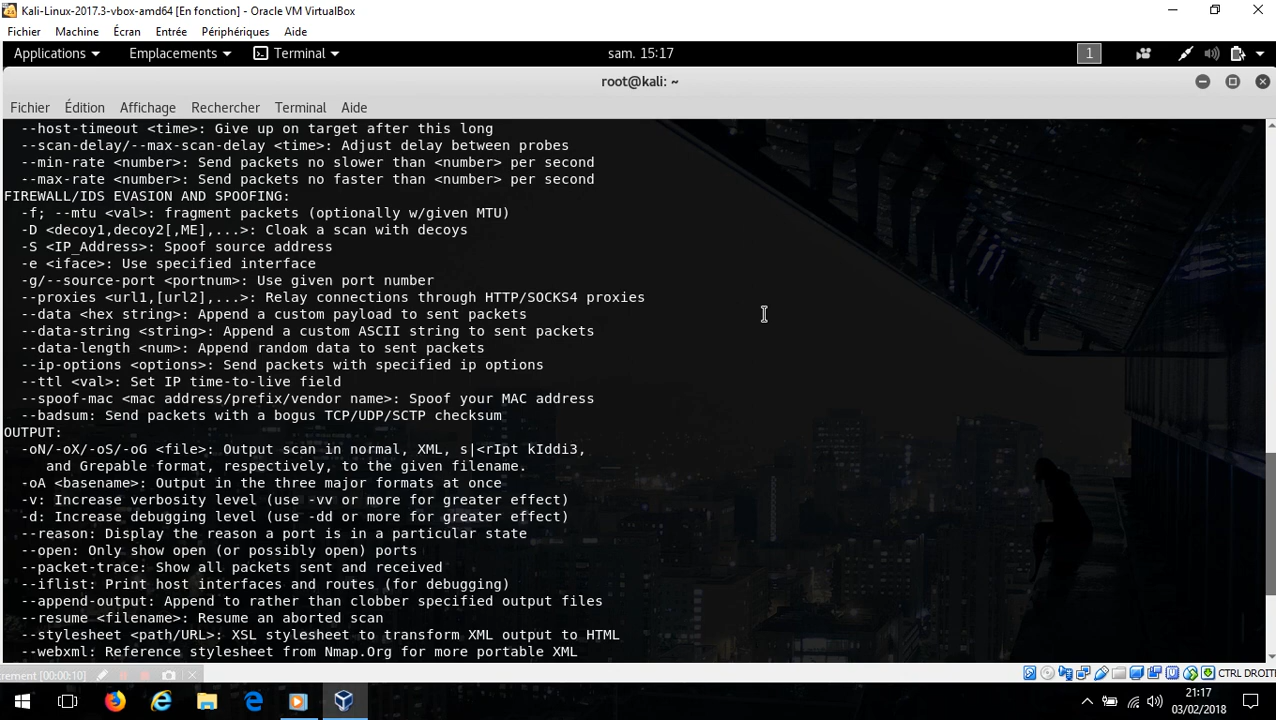 Kali-Linux-2017.3-vbox-amd64 [En fonction] - Oracle VM VirtualBox
Fichier Machine Écran Entrée Périphériques Aide
Applications Emplacements Terminal sam. 15:17 1
root@kali: ~
Fichier Édition Affichage Rechercher Terminal Aide
--host-timeout <time>: Give up on target after this long
--scan-delay/--max-scan-delay <time>: Adjust delay between probes
--min-rate <number>: Send packets no slower than <number> per second
--max-rate <number>: Send packets no faster than <number> per second
FIREWALL/IDS EVASION AND SPOOFING:
-f; --mtu <val>: fragment packets (optionally w/given MTU)
-D <decoy1,decoy2[,ME],...>: Cloak a scan with decoys
-S <IP_Address>: Spoof source address
-e <iface>: Use specified interface
-g/--source-port <portnum>: Use given port number
--proxies <url1,[url2],...>: Relay connections through HTTP/SOCKS4 proxies
--data <hex string>: Append a custom payload to sent packets
--data-string <string>: Append a custom ASCII string to sent packets
--data-length <num>: Append random data to sent packets
--ip-options <options>: Send packets with specified ip options
--ttl <val>: Set IP time-to-live field
--spoof-mac <mac address/prefix/vendor name>: Spoof your MAC address
--badsum: Send packets with a bogus TCP/UDP/SCTP checksum
OUTPUT:
-oN/-oX/-oS/-oG <file>: Output scan in normal, XML, s|<rIpt kIddi3,
and Grepable format, respectively, to the given filename.
-oA <basename>: Output in the three major formats at once
-v: Increase verbosity level (use -vv or more for greater effect)
-d: Increase debugging level (use -dd or more for greater effect)
--reason: Display the reason a port is in a particular state
--open: Only show open (or possibly open) ports
--packet-trace: Show all packets sent and received
--iflist: Print host interfaces and routes (for debugging)
--append-output: Append to rather than clobber specified output files
--resume <filename>: Resume an aborted scan
--stylesheet <path/URL>: XSL stylesheet to transform XML output to HTML
--webxml: Reference stylesheet from Nmap.Org for more portable XML
trement [00:00:10] CTRL DROITE
21:17
03/02/2018